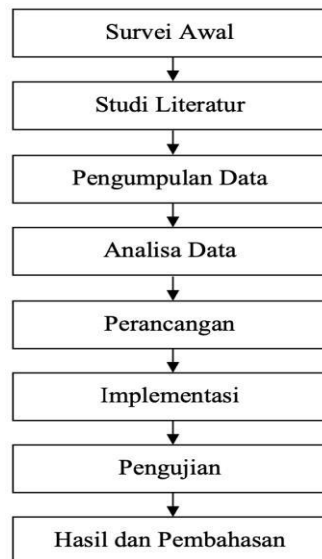 Survei Awal
Studi Literatur
Pengumpulan Data
Analisa Data
Perancangan
Implementasi
Pengujian
Hasil dan Pembahasan